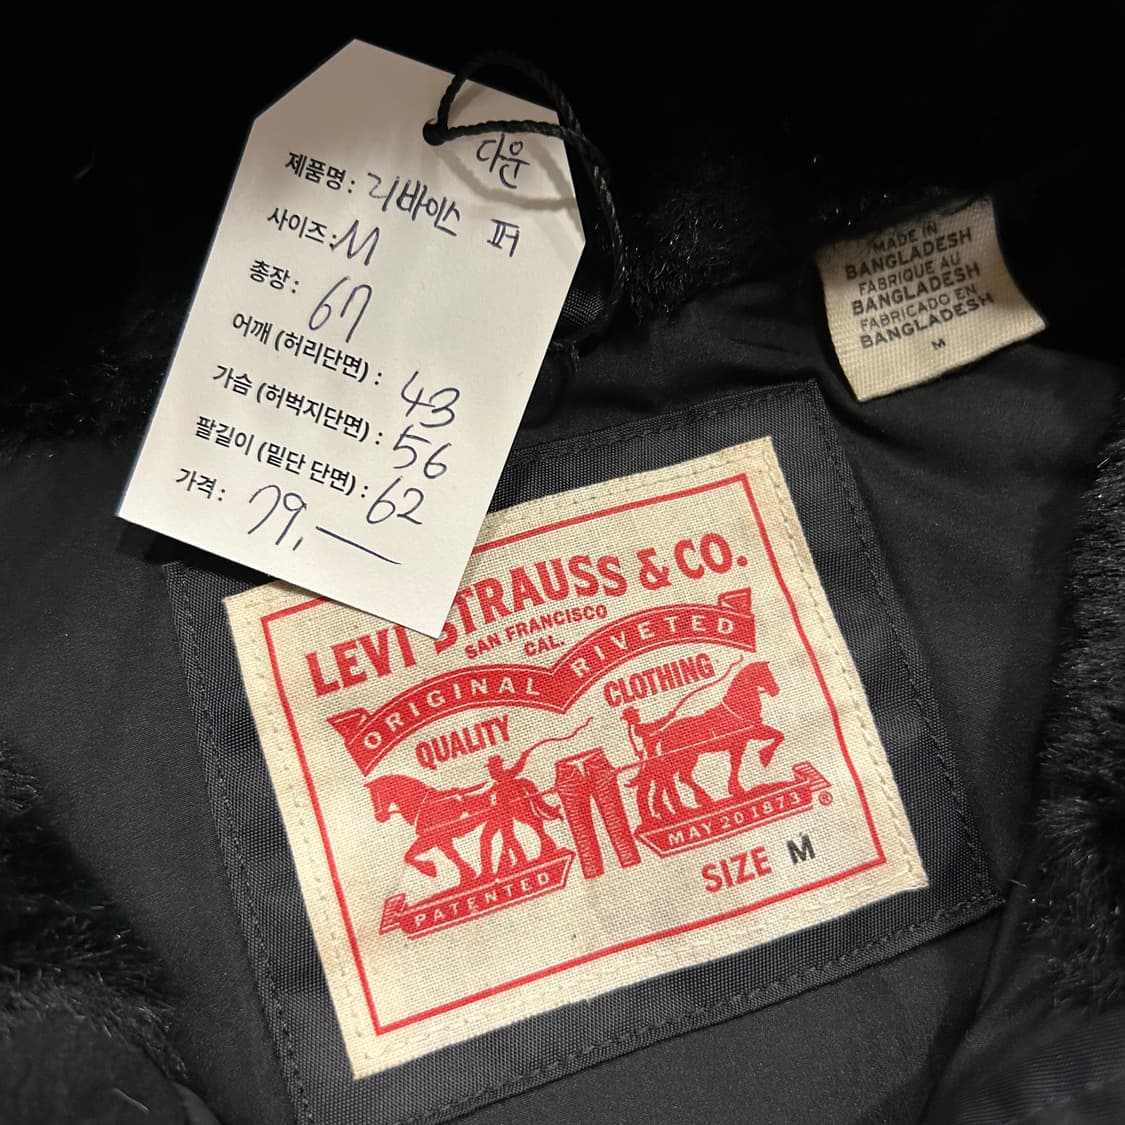 다운
제품명: 리바이스 퍼
사이즈: M
총장: 67
어깨 (허리단면) : 43
가슴 (허벅지단면) : 56
팔길이 (밑단 단면) : 62
가격: 79,—
MADE IN
BANGLADESH
FABRIQUE AU
BANGLADESH
FABRICADO EN
BANGLADESH
M
LEVI STRAUSS & CO.
SAN FRANCISCO
CAL.
ORIGINAL RIVETED
QUALITY CLOTHING
PATENTED MAY 20 1873 ®
SIZE M